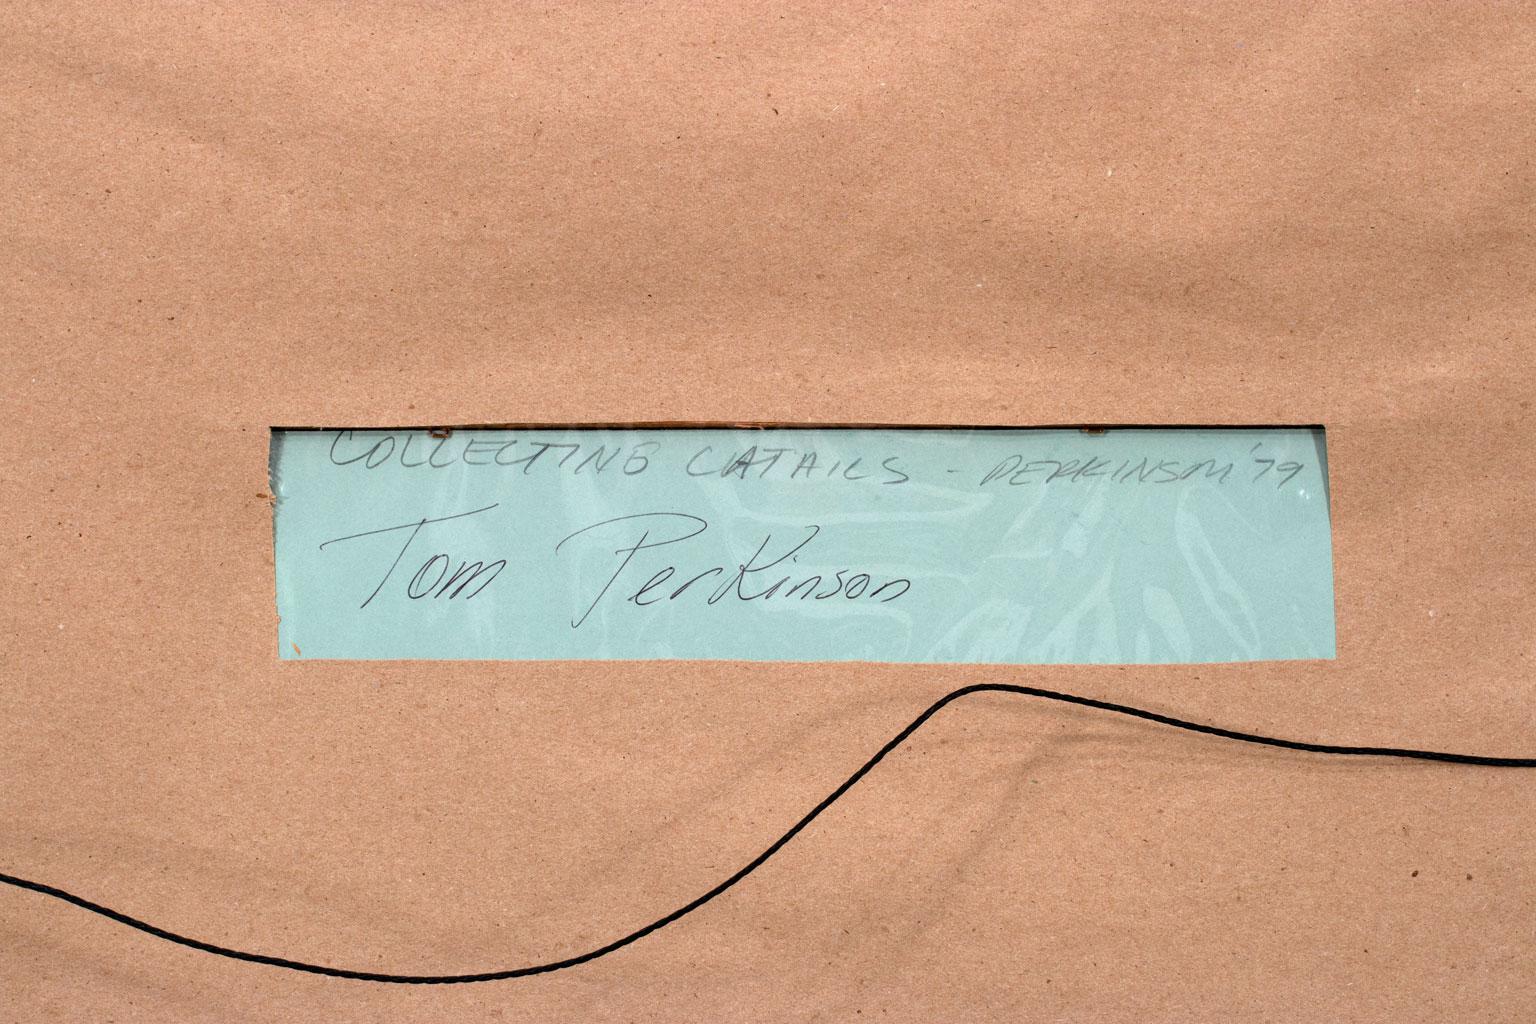 COLLECTING CATAILS - PERKINSON '79
Tom Perkinson